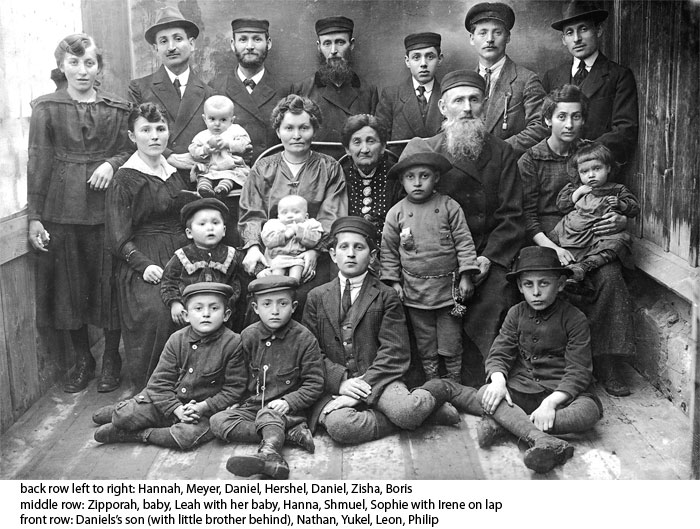 back row left to right: Hannah, Meyer, Daniel, Hershel, Daniel, Zisha, Boris
middle row: Zipporah, baby, Leah with her baby, Hanna, Shmuel, Sophie with Irene on lap
front row: Daniels's son (with little brother behind), Nathan, Yukel, Leon, Philip